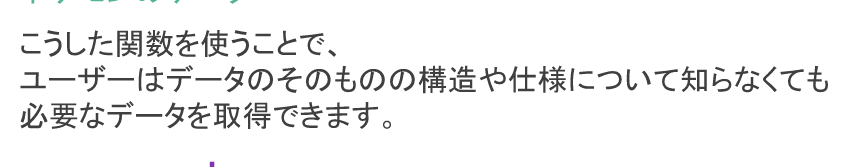 こうした関数を使うことで、
ユーザーはデータのそのものの構造や仕様について知らなくても
必要なデータを取得できます。